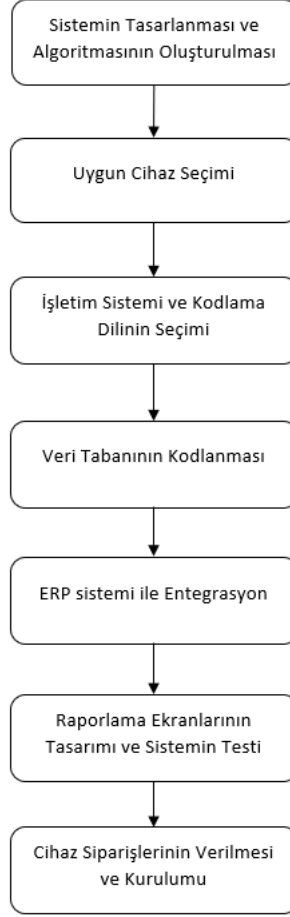 Sistemin Tasarlanması ve
Algoritmasının Oluşturulması
Uygun Cihaz Seçimi
İşletim Sistemi ve Kodlama
Dilinin Seçimi
Veri Tabanının Kodlanması
ERP sistemi ile Entegrasyon
Raporlama Ekranlarının
Tasarımı ve Sistemin Testi
Cihaz Siparişlerinin Verilmesi
ve Kurulumu